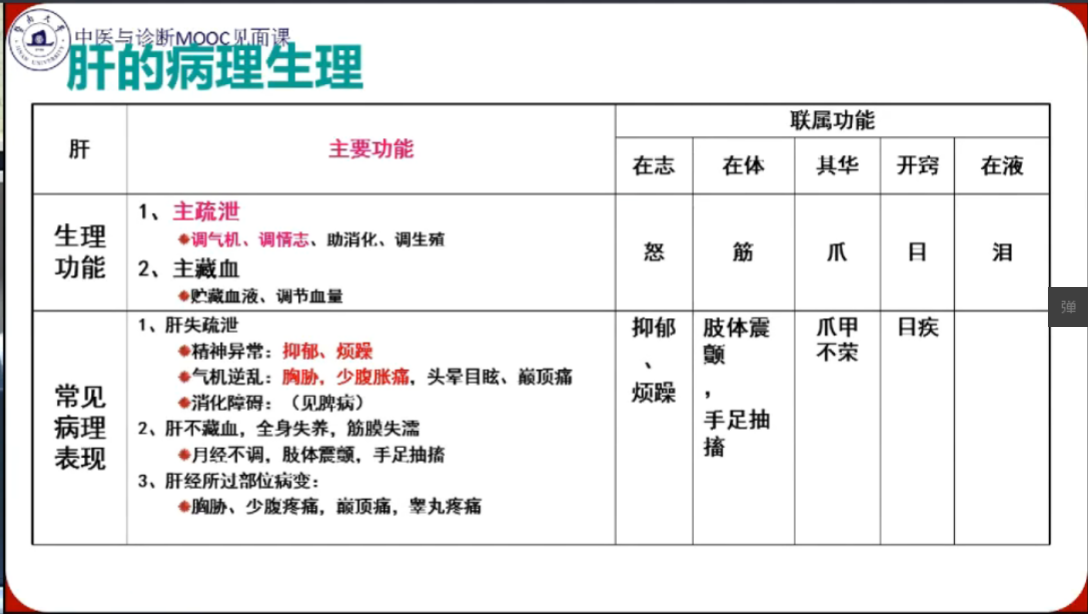 暨南大学
JINAN UNIVERSITY
中医与诊断MOOC见面课
肝的病理生理
肝
主要功能
联属功能
在志
在体
其华
开窍
在液
生理
功能
1、主疏泄
调气机、调情志、助消化、调生殖
2、主藏血
贮藏血液、调节血量
怒
筋
爪
目
泪
常见
病理
表现
1、肝失疏泄
精神异常：抑郁、烦躁
气机逆乱：胸胁，少腹胀痛，头晕目眩、巅顶痛
消化障碍：（见脾病）
2、肝不藏血，全身失养，筋膜失濡
月经不调，肢体震颤，手足抽搐
3、肝经所过部位病变：
胸胁、少腹疼痛，巅顶痛，睾丸疼痛
抑郁
、
烦躁
肢体震
颤
，
手足抽
搐
爪甲
不荣
目疾
弹